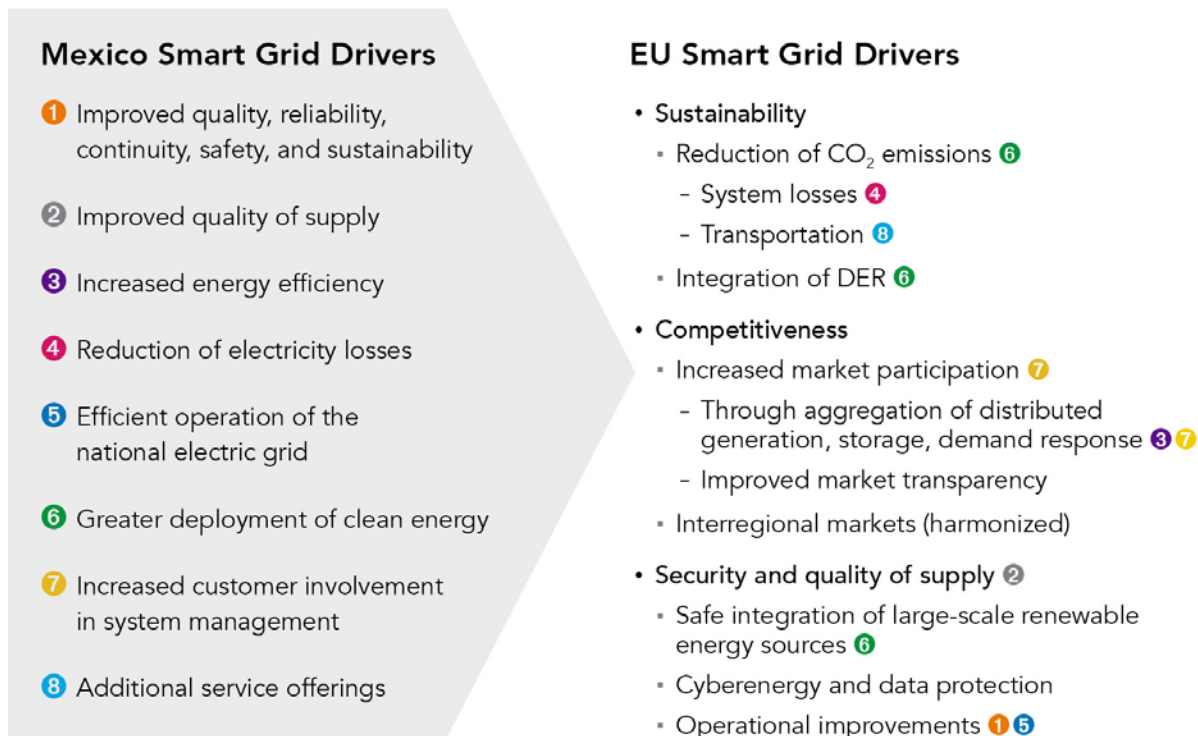 Mexico Smart Grid Drivers
1 Improved quality, reliability,
continuity, safety, and sustainability
2 Improved quality of supply
3 Increased energy efficiency
4 Reduction of electricity losses
5 Efficient operation of the
national electric grid
6 Greater deployment of clean energy
7 Increased customer involvement
in system management
8 Additional service offerings
EU Smart Grid Drivers
• Sustainability
▪ Reduction of CO₂ emissions 6
– System losses 4
– Transportation 8
▪ Integration of DER 6
• Competitiveness
▪ Increased market participation 7
– Through aggregation of distributed
generation, storage, demand response 3 7
– Improved market transparency
▪ Interregional markets (harmonized)
• Security and quality of supply 2
▪ Safe integration of large-scale renewable
energy sources 6
▪ Cyberenergy and data protection
▪ Operational improvements 1 5